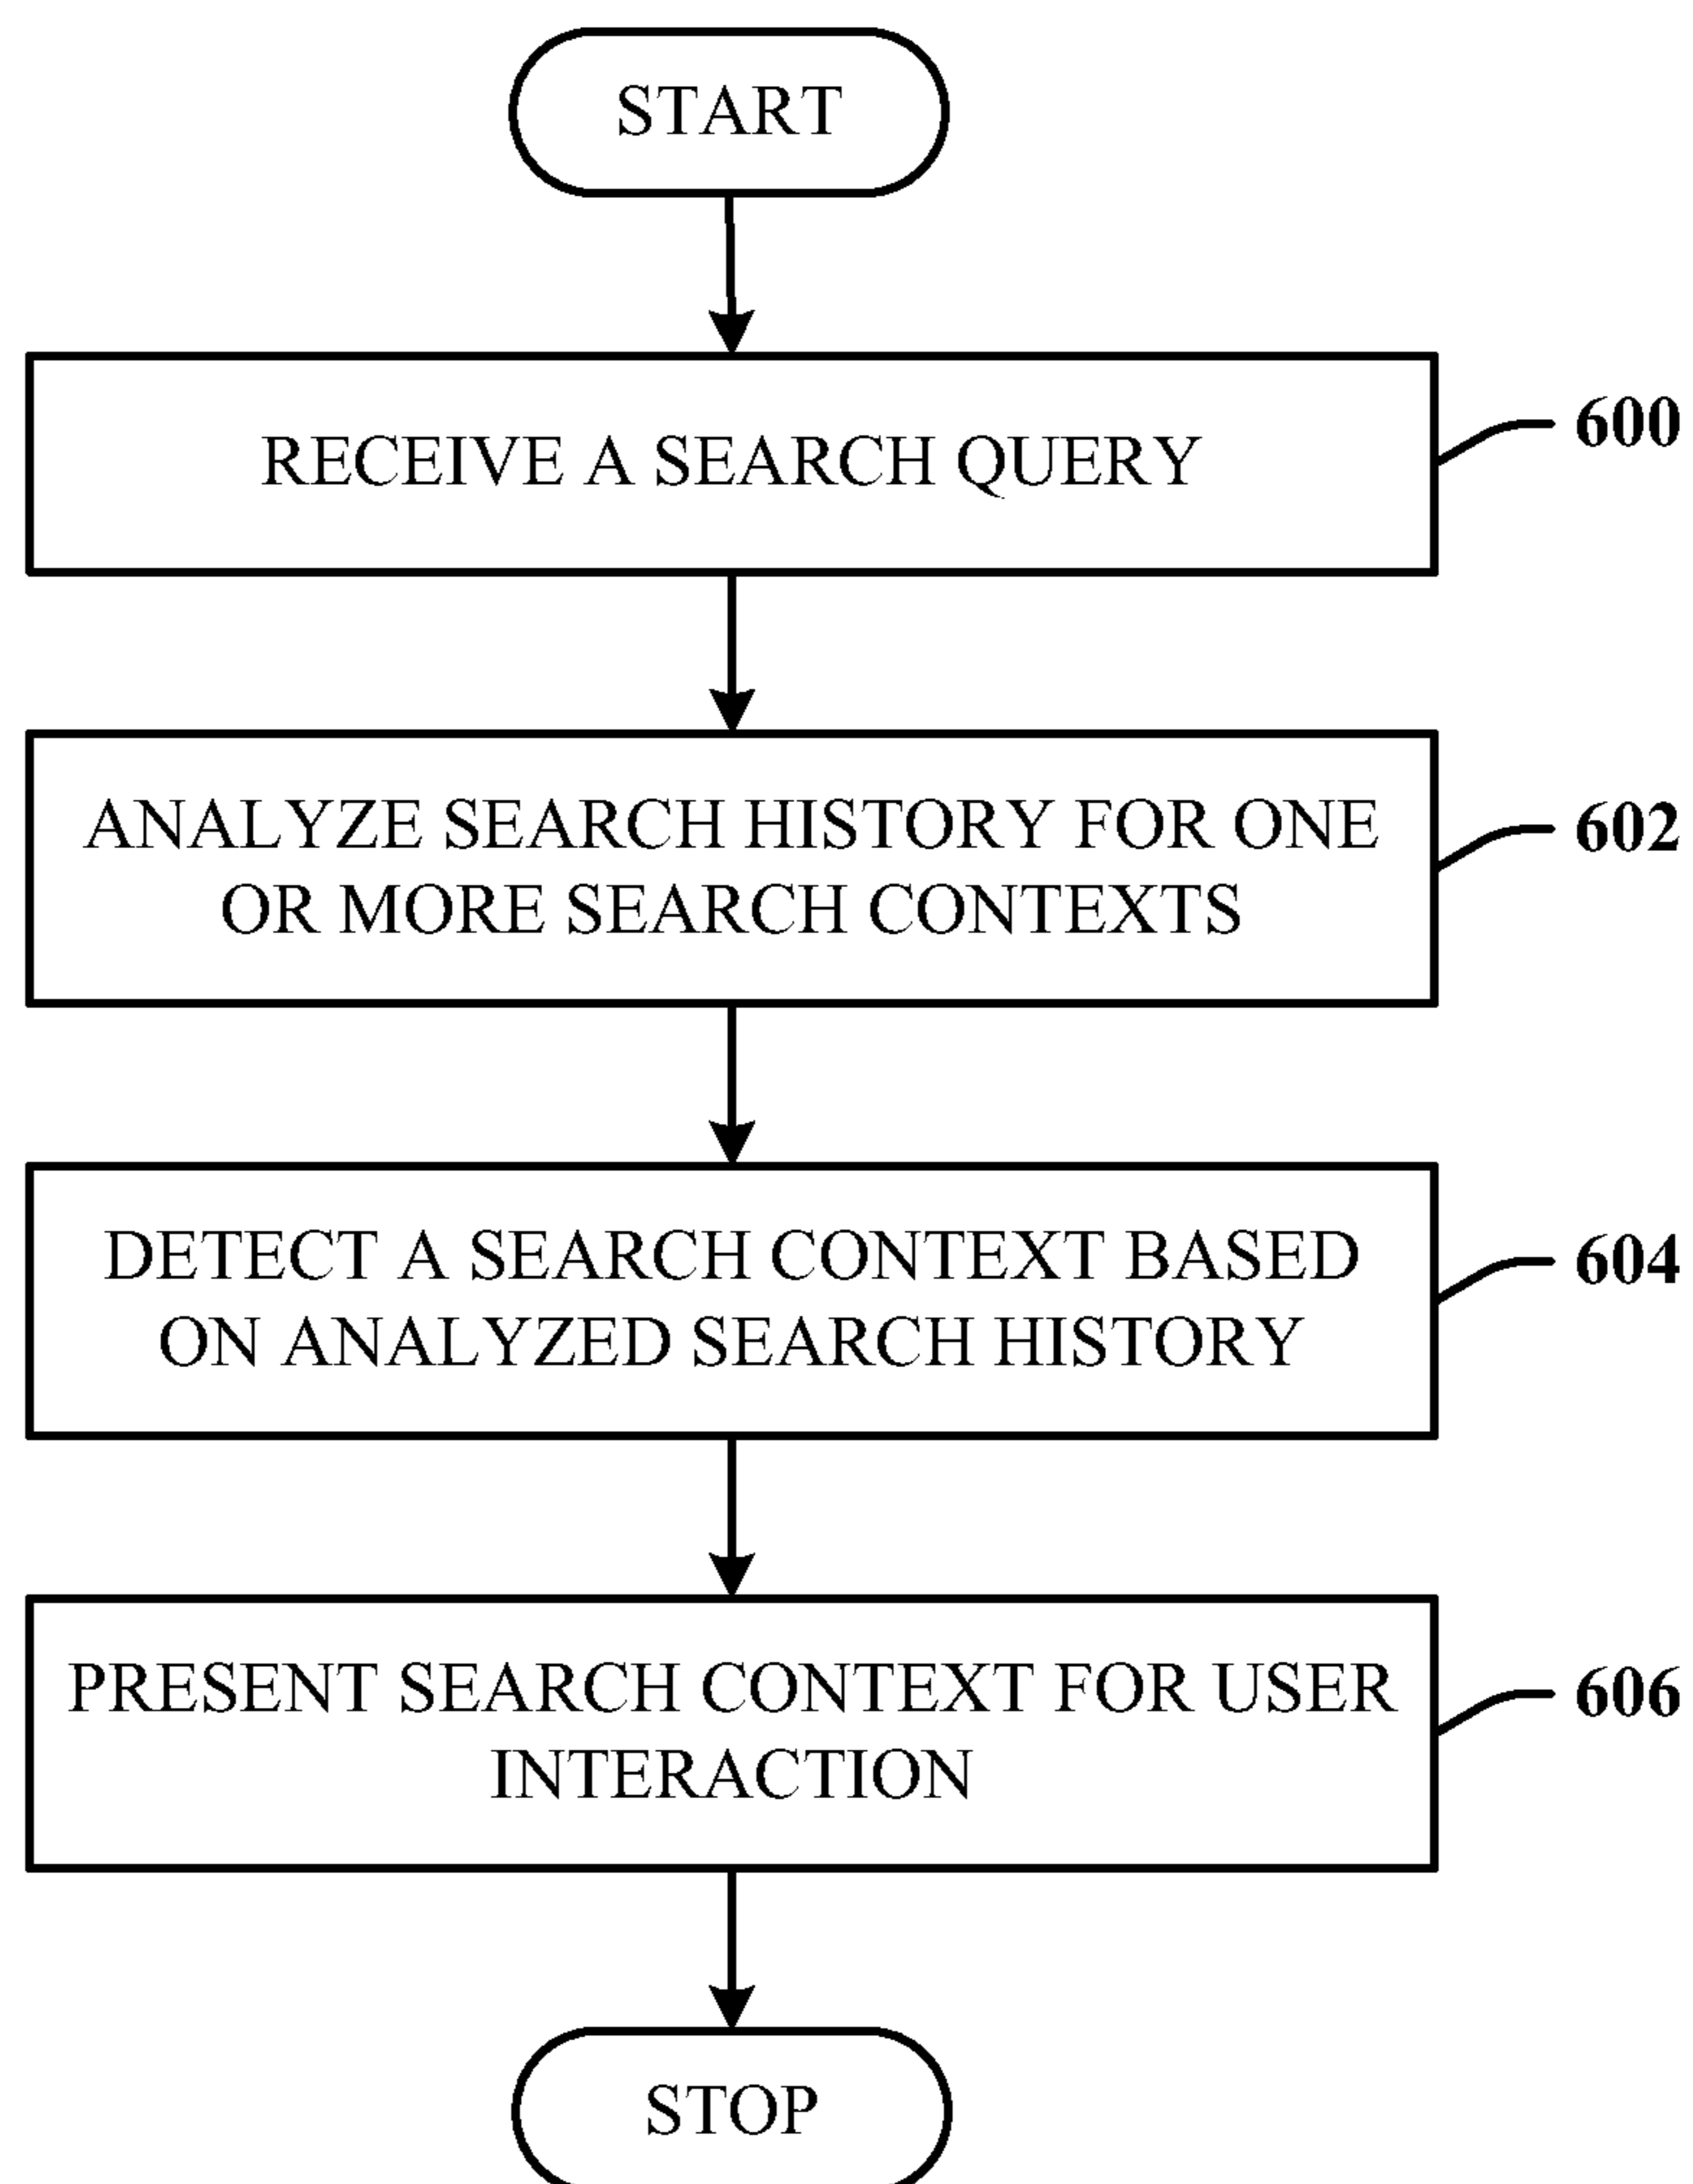 START
RECEIVE A SEARCH QUERY
600
ANALYZE SEARCH HISTORY FOR ONE
OR MORE SEARCH CONTEXTS
602
DETECT A SEARCH CONTEXT BASED
ON ANALYZED SEARCH HISTORY
604
PRESENT SEARCH CONTEXT FOR USER
INTERACTION
606
STOP